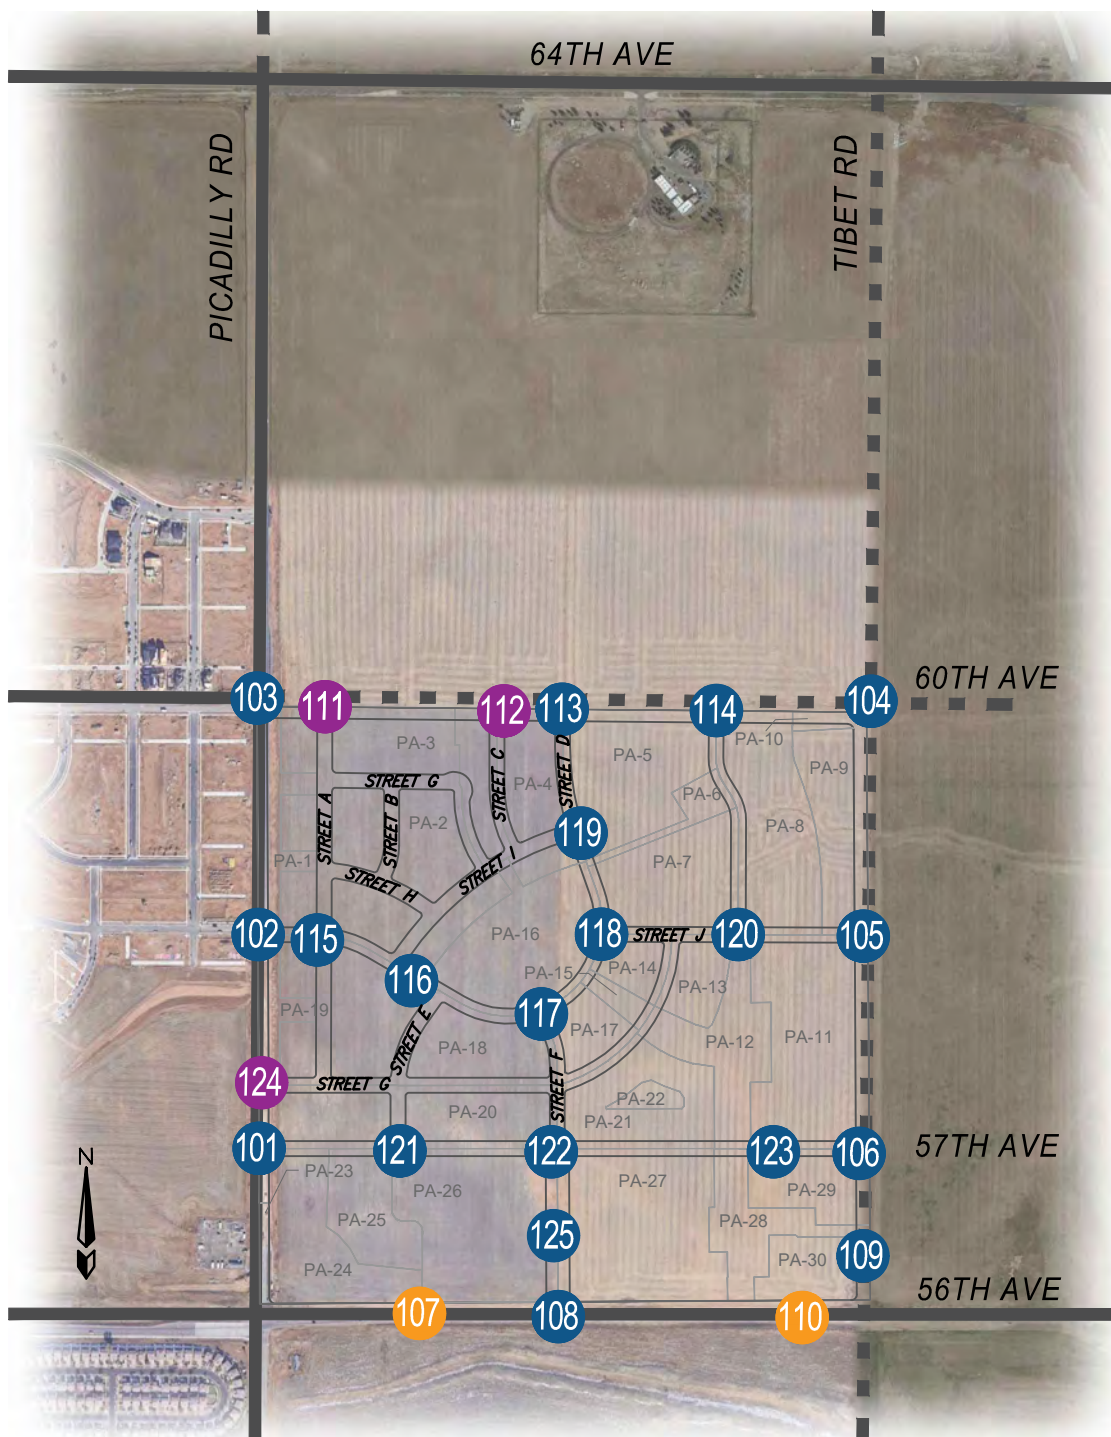 64TH AVE
PICADILLY RD
TIBET RD
60TH AVE
103
111
112
113
114
104
PA-3
PA-5
PA-10
PA-9
STREET G
STREET C
PA-4
STREET D
PA-6
STREET A
STREET B
PA-2
PA-8
119
PA-1
STREET H
STREET I
PA-7
102
115
PA-16
118
STREET J
120
105
116
PA-15
PA-14
PA-13
PA-19
117
PA-17
STREET E
PA-18
PA-12
PA-11
124
STREET G
STREET F
PA-22
PA-20
PA-21
101
121
122
123
106
57TH AVE
N
PA-23
PA-26
PA-27
PA-29
PA-25
PA-28
125
109
PA-24
PA-30
56TH AVE
107
108
110